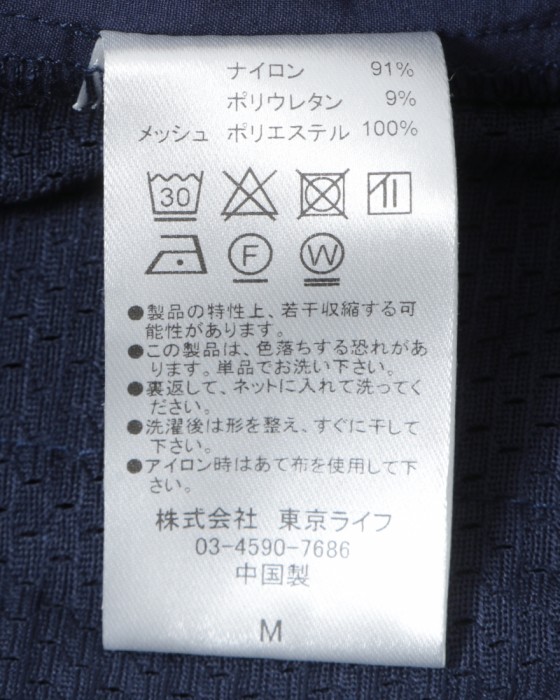 ナイロン 91%
ポリウレタン 9%
メッシュ ポリエステル 100%
30
F W
●製品の特性上、若干収縮する可
能性があります。
●この製品は、色落ちする恐れがあ
ります。単品でお洗い下さい。
●裏返して、ネットに入れて洗ってく
ださい。
●洗濯後は形を整え、すぐに干して
下さい。
●アイロン時はあて布を使用して下
さい。
株式会社 東京ライフ
03-4590-7686
中国製
M